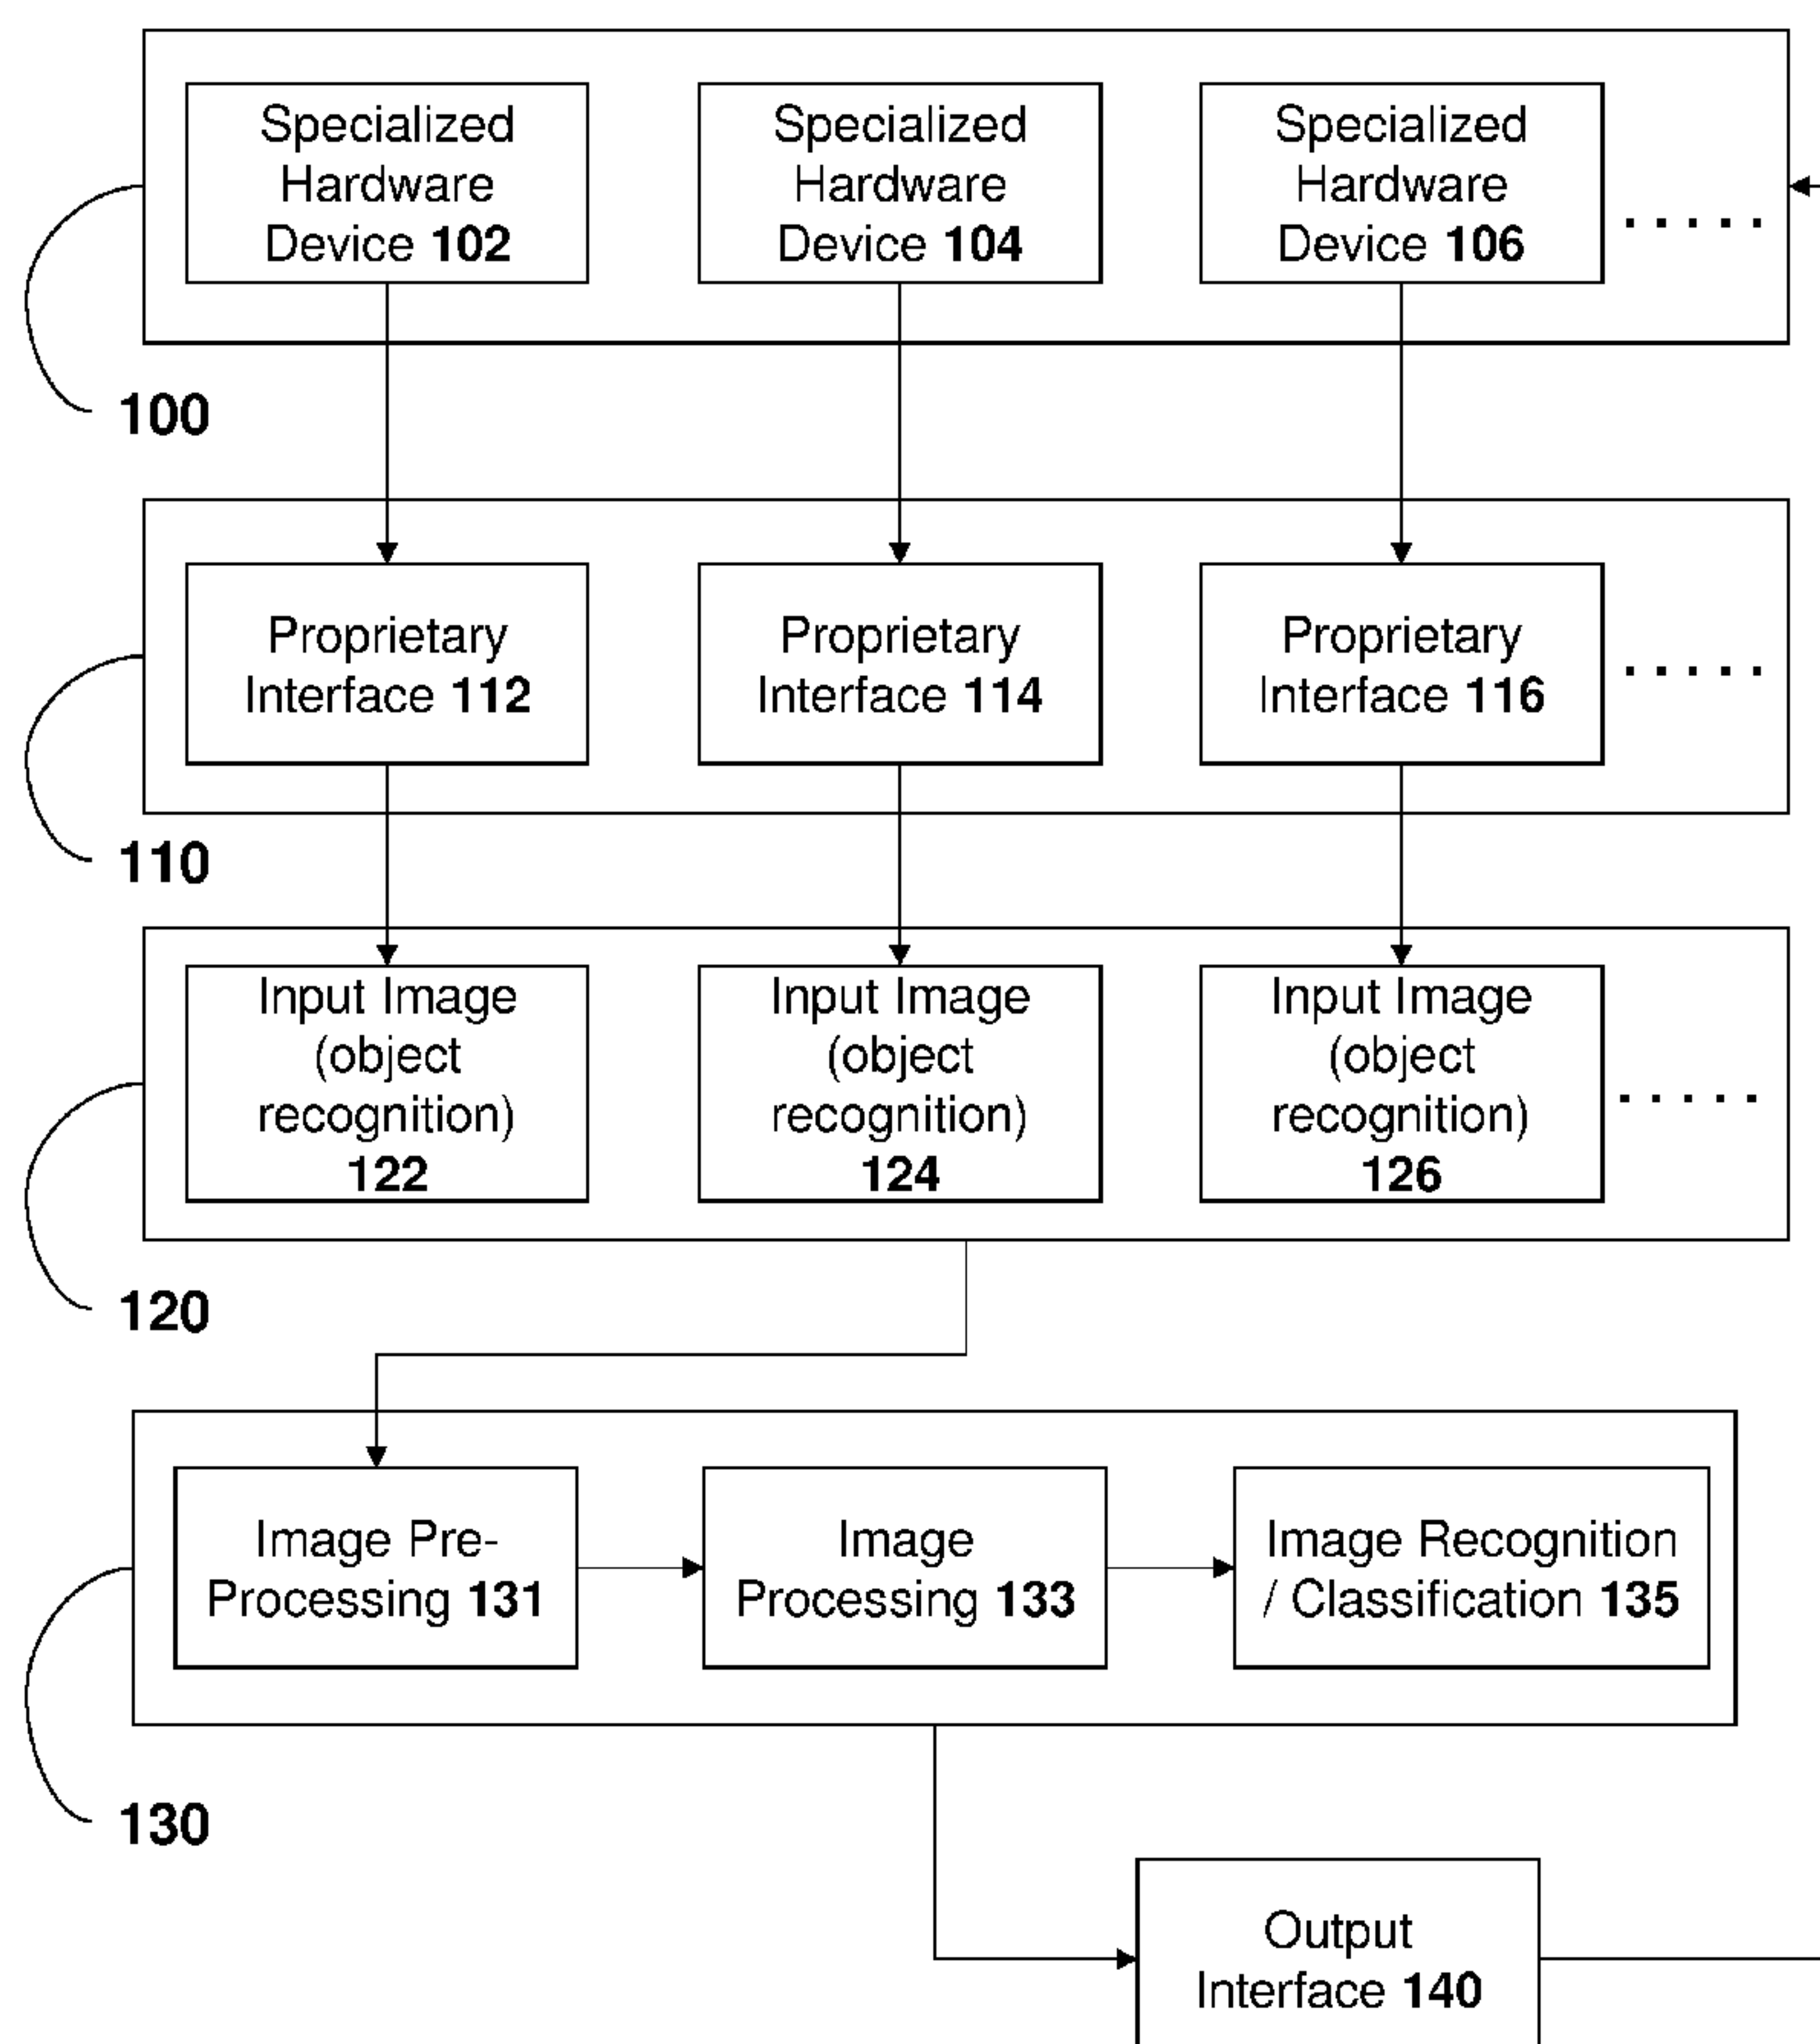 Specialized
Hardware
Device 102
Specialized
Hardware
Device 104
Specialized
Hardware
Device 106
.....
100
Proprietary
Interface 112
Proprietary
Interface 114
Proprietary
Interface 116
.....
110
Input Image
(object
recognition)
122
Input Image
(object
recognition)
124
Input Image
(object
recognition)
126
.....
120
Image Pre-
Processing 131
Image
Processing 133
Image Recognition
/ Classification 135
130
Output
Interface 140